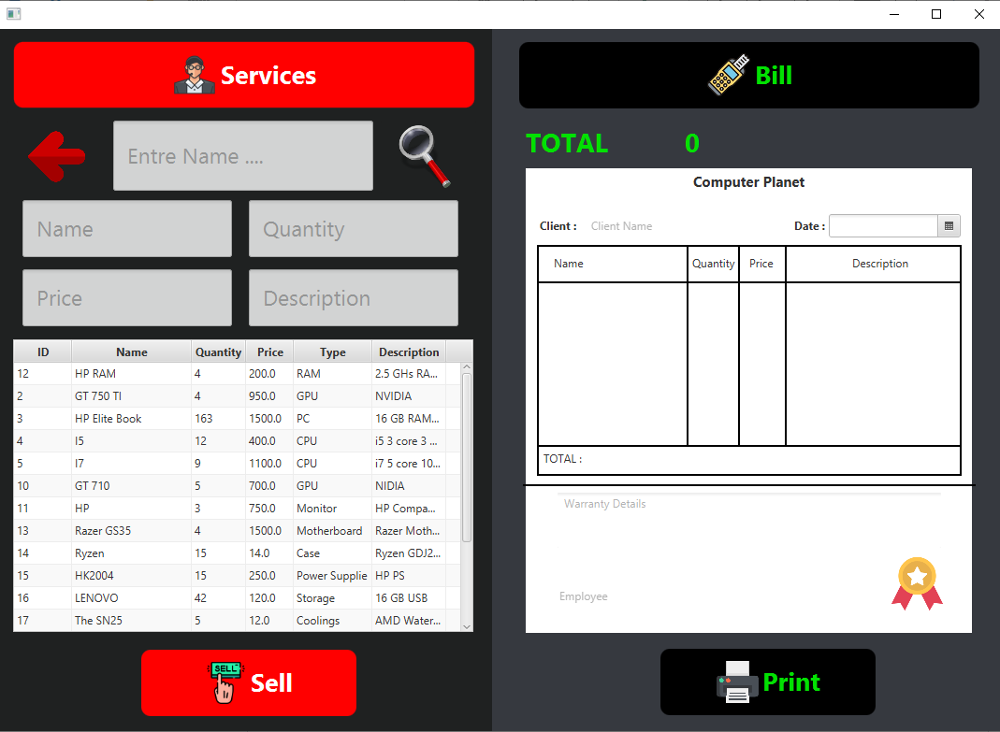 Services
Entre Name ....
Name Quantity
Price Description
ID Name Quantity Price Type Description
12 HP RAM 4 200.0 RAM 2.5 GHs RA...
2 GT 750 TI 4 950.0 GPU NVIDIA
3 HP Elite Book 163 1500.0 PC 16 GB RAM...
4 I5 12 400.0 CPU i5 3 core 3 ...
5 I7 9 1100.0 CPU i7 5 core 10...
10 GT 710 5 700.0 GPU NIDIA
11 HP 3 750.0 Monitor HP Compa...
13 Razer GS35 4 1500.0 Motherboard Razer Moth...
14 Ryzen 15 14.0 Case Ryzen GDJ2...
15 HK2004 15 250.0 Power Supplie HP PS
16 LENOVO 42 120.0 Storage 16 GB USB
17 The SN25 5 12.0 Coolings AMD Water...
SELL
Sell
Bill
TOTAL 0
Computer Planet
Client : Client Name Date :
Name Quantity Price Description
TOTAL :
Warranty Details
Employee
Print